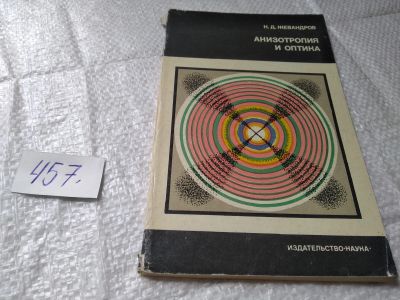 Н. Д. ЖЕВАНДРОВ
АНИЗОТРОПИЯ
И ОПТИКА
457.
ИЗДАТЕЛЬСТВО «НАУКА»